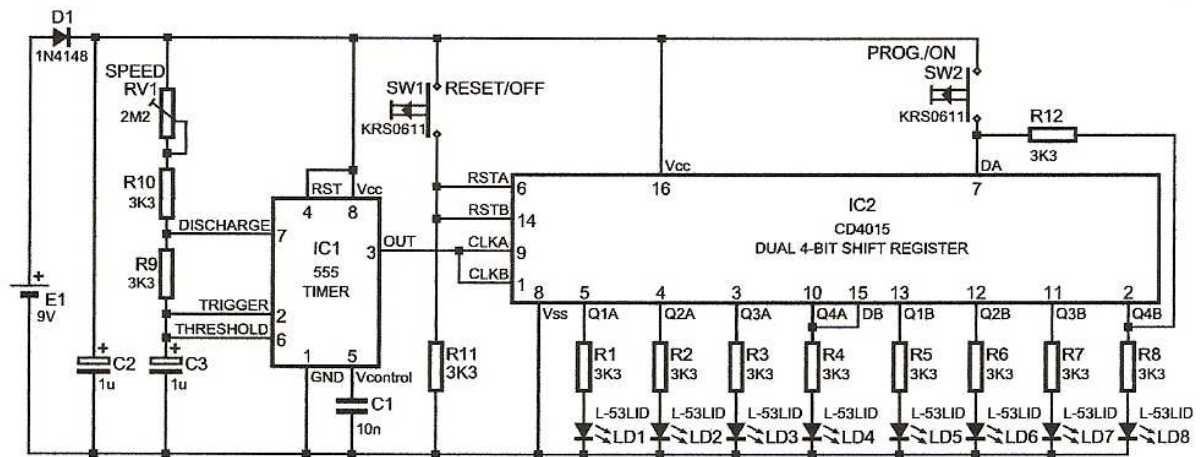 D1
1N4148
SPEED
RV1
2M2
R10
3K3
DISCHARGE
R9
3K3
TRIGGER
THRESHOLD
E1
9V
C2
1u
C3
1u
RST
Vcc
4
8
7
IC1
3
OUT
555
TIMER
2
6
1
5
GND
Vcontrol
C1
10n
SW1
RESET/OFF
KRS0611
R11
3K3
RSTA
RSTB
CLKA
CLKB
PROG./ON
SW2
KRS0611
R12
3K3
Vcc
DA
6
16
7
14
IC2
CD4015
9
DUAL 4-BIT SHIFT REGISTER
1
8
5
4
3
10
15
13
12
11
2
Vss
Q1A
Q2A
Q3A
Q4A
DB
Q1B
Q2B
Q3B
Q4B
R1
3K3
R2
3K3
R3
3K3
R4
3K3
R5
3K3
R6
3K3
R7
3K3
R8
3K3
L-53LID
L-53LID
L-53LID
L-53LID
L-53LID
L-53LID
L-53LID
L-53LID
LD1
LD2
LD3
LD4
LD5
LD6
LD7
LD8